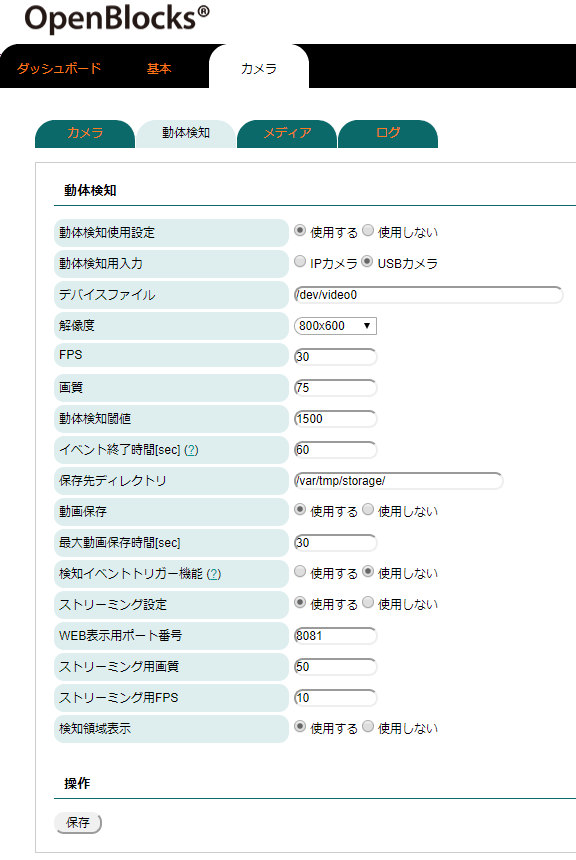 OpenBlocks®
ダッシュボード 基本 カメラ
カメラ 動体検知 メディア ログ
動体検知
動体検知使用設定 使用する 使用しない
動体検知用入力 IPカメラ USBカメラ
デバイスファイル /dev/video0
解像度 800x600 ▼
FPS 30
画質 75
動体検知閾値 1500
イベント終了時間[sec] (?) 60
保存先ディレクトリ /var/tmp/storage/
動画保存 使用する 使用しない
最大動画保存時間[sec] 30
検知イベントトリガー機能 (?) 使用する 使用しない
ストリーミング設定 使用する 使用しない
WEB表示用ポート番号 8081
ストリーミング用画質 50
ストリーミング用FPS 10
検知領域表示 使用する 使用しない
操作
保存